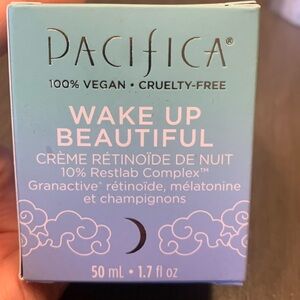 PACIFICA®
100% VEGAN • CRUELTY-FREE
WAKE UP
BEAUTIFUL
CRÈME RÉTINOÏDE DE NUIT
10% Restlab Complex™
Granactive® rétinoïde, mélatonine
et champignons
50 mL • 1.7 fl oz